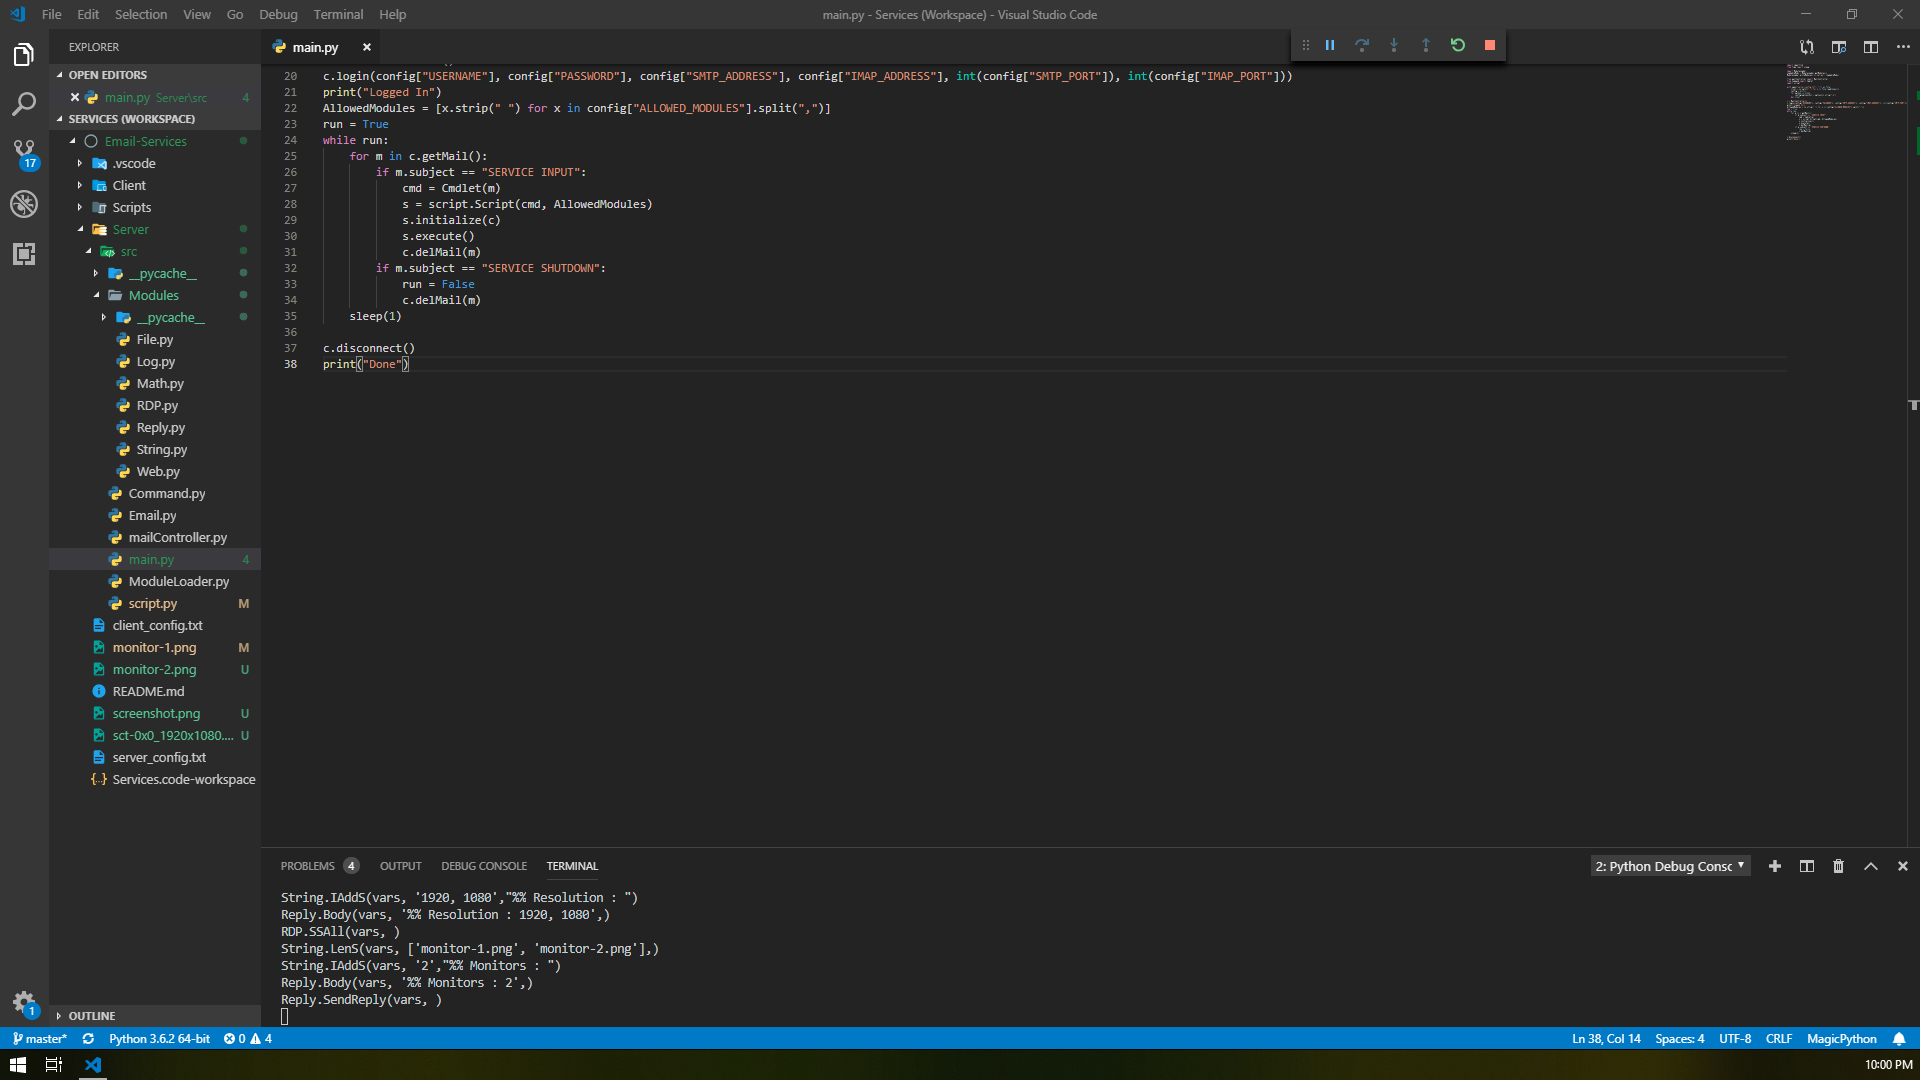 File Edit Selection View Go Debug Terminal Help
main.py - Services (Workspace) - Visual Studio Code
EXPLORER
OPEN EDITORS
main.py Server\src 4
SERVICES (WORKSPACE)
Email-Services
.vscode
Client
Scripts
Server
src
__pycache__
Modules
__pycache__
File.py
Log.py
Math.py
RDP.py
Reply.py
String.py
Web.py
Command.py
Email.py
mailController.py
main.py 4
ModuleLoader.py
script.py M
client_config.txt
monitor-1.png M
monitor-2.png U
README.md
screenshot.png U
sct-0x0_1920x1080.... U
server_config.txt
Services.code-workspace
OUTLINE
17
1
main.py
20 c.login(config["USERNAME"], config["PASSWORD"], config["SMTP_ADDRESS"], config["IMAP_ADDRESS"], int(config["SMTP_PORT"]), int(config["IMAP_PORT"]))
21 print("Logged In")
22 AllowedModules = [x.strip(" ") for x in config["ALLOWED_MODULES"].split(",")]
23 run = True
24 while run:
25 for m in c.getMail():
26 if m.subject == "SERVICE INPUT":
27 cmd = Cmdlet(m)
28 s = script.Script(cmd, AllowedModules)
29 s.initialize(c)
30 s.execute()
31 c.delMail(m)
32 if m.subject == "SERVICE SHUTDOWN":
33 run = False
34 c.delMail(m)
35 sleep(1)
36
37 c.disconnect()
38 print("Done")
PROBLEMS 4 OUTPUT DEBUG CONSOLE TERMINAL
2: Python Debug Consc
String.IAddS(vars, '1920, 1080',"%% Resolution : ")
Reply.Body(vars, '%% Resolution : 1920, 1080',)
RDP.SSAll(vars, )
String.LenS(vars, ['monitor-1.png', 'monitor-2.png'],)
String.IAddS(vars, '2',"%% Monitors : ")
Reply.Body(vars, '%% Monitors : 2',)
Reply.SendReply(vars, )
master* Python 3.6.2 64-bit 0 4
Ln 38, Col 14 Spaces: 4 UTF-8 CRLF MagicPython
10:00 PM